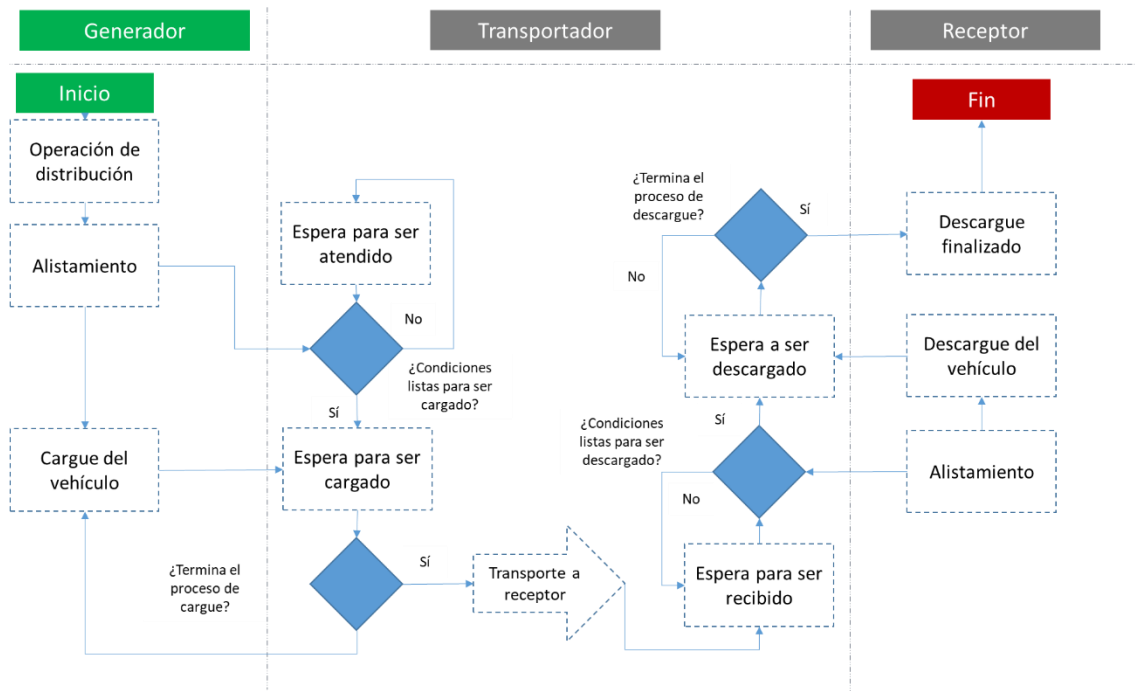 Generador
Transportador
Receptor
Inicio
Operación de
distribución
Alistamiento
Cargue del
vehículo
¿Termina el
proceso de
cargue?
Espera para ser
atendido
No
¿Condiciones
listas para ser
cargado?
Sí
Espera para ser
cargado
Sí
Transporte a
receptor
¿Termina el
proceso de
descargue?
Sí
No
Espera a ser
descargado
¿Condiciones
listas para ser
descargado?
Sí
No
Espera para ser
recibido
Fin
Descargue
finalizado
Descargue del
vehículo
Alistamiento